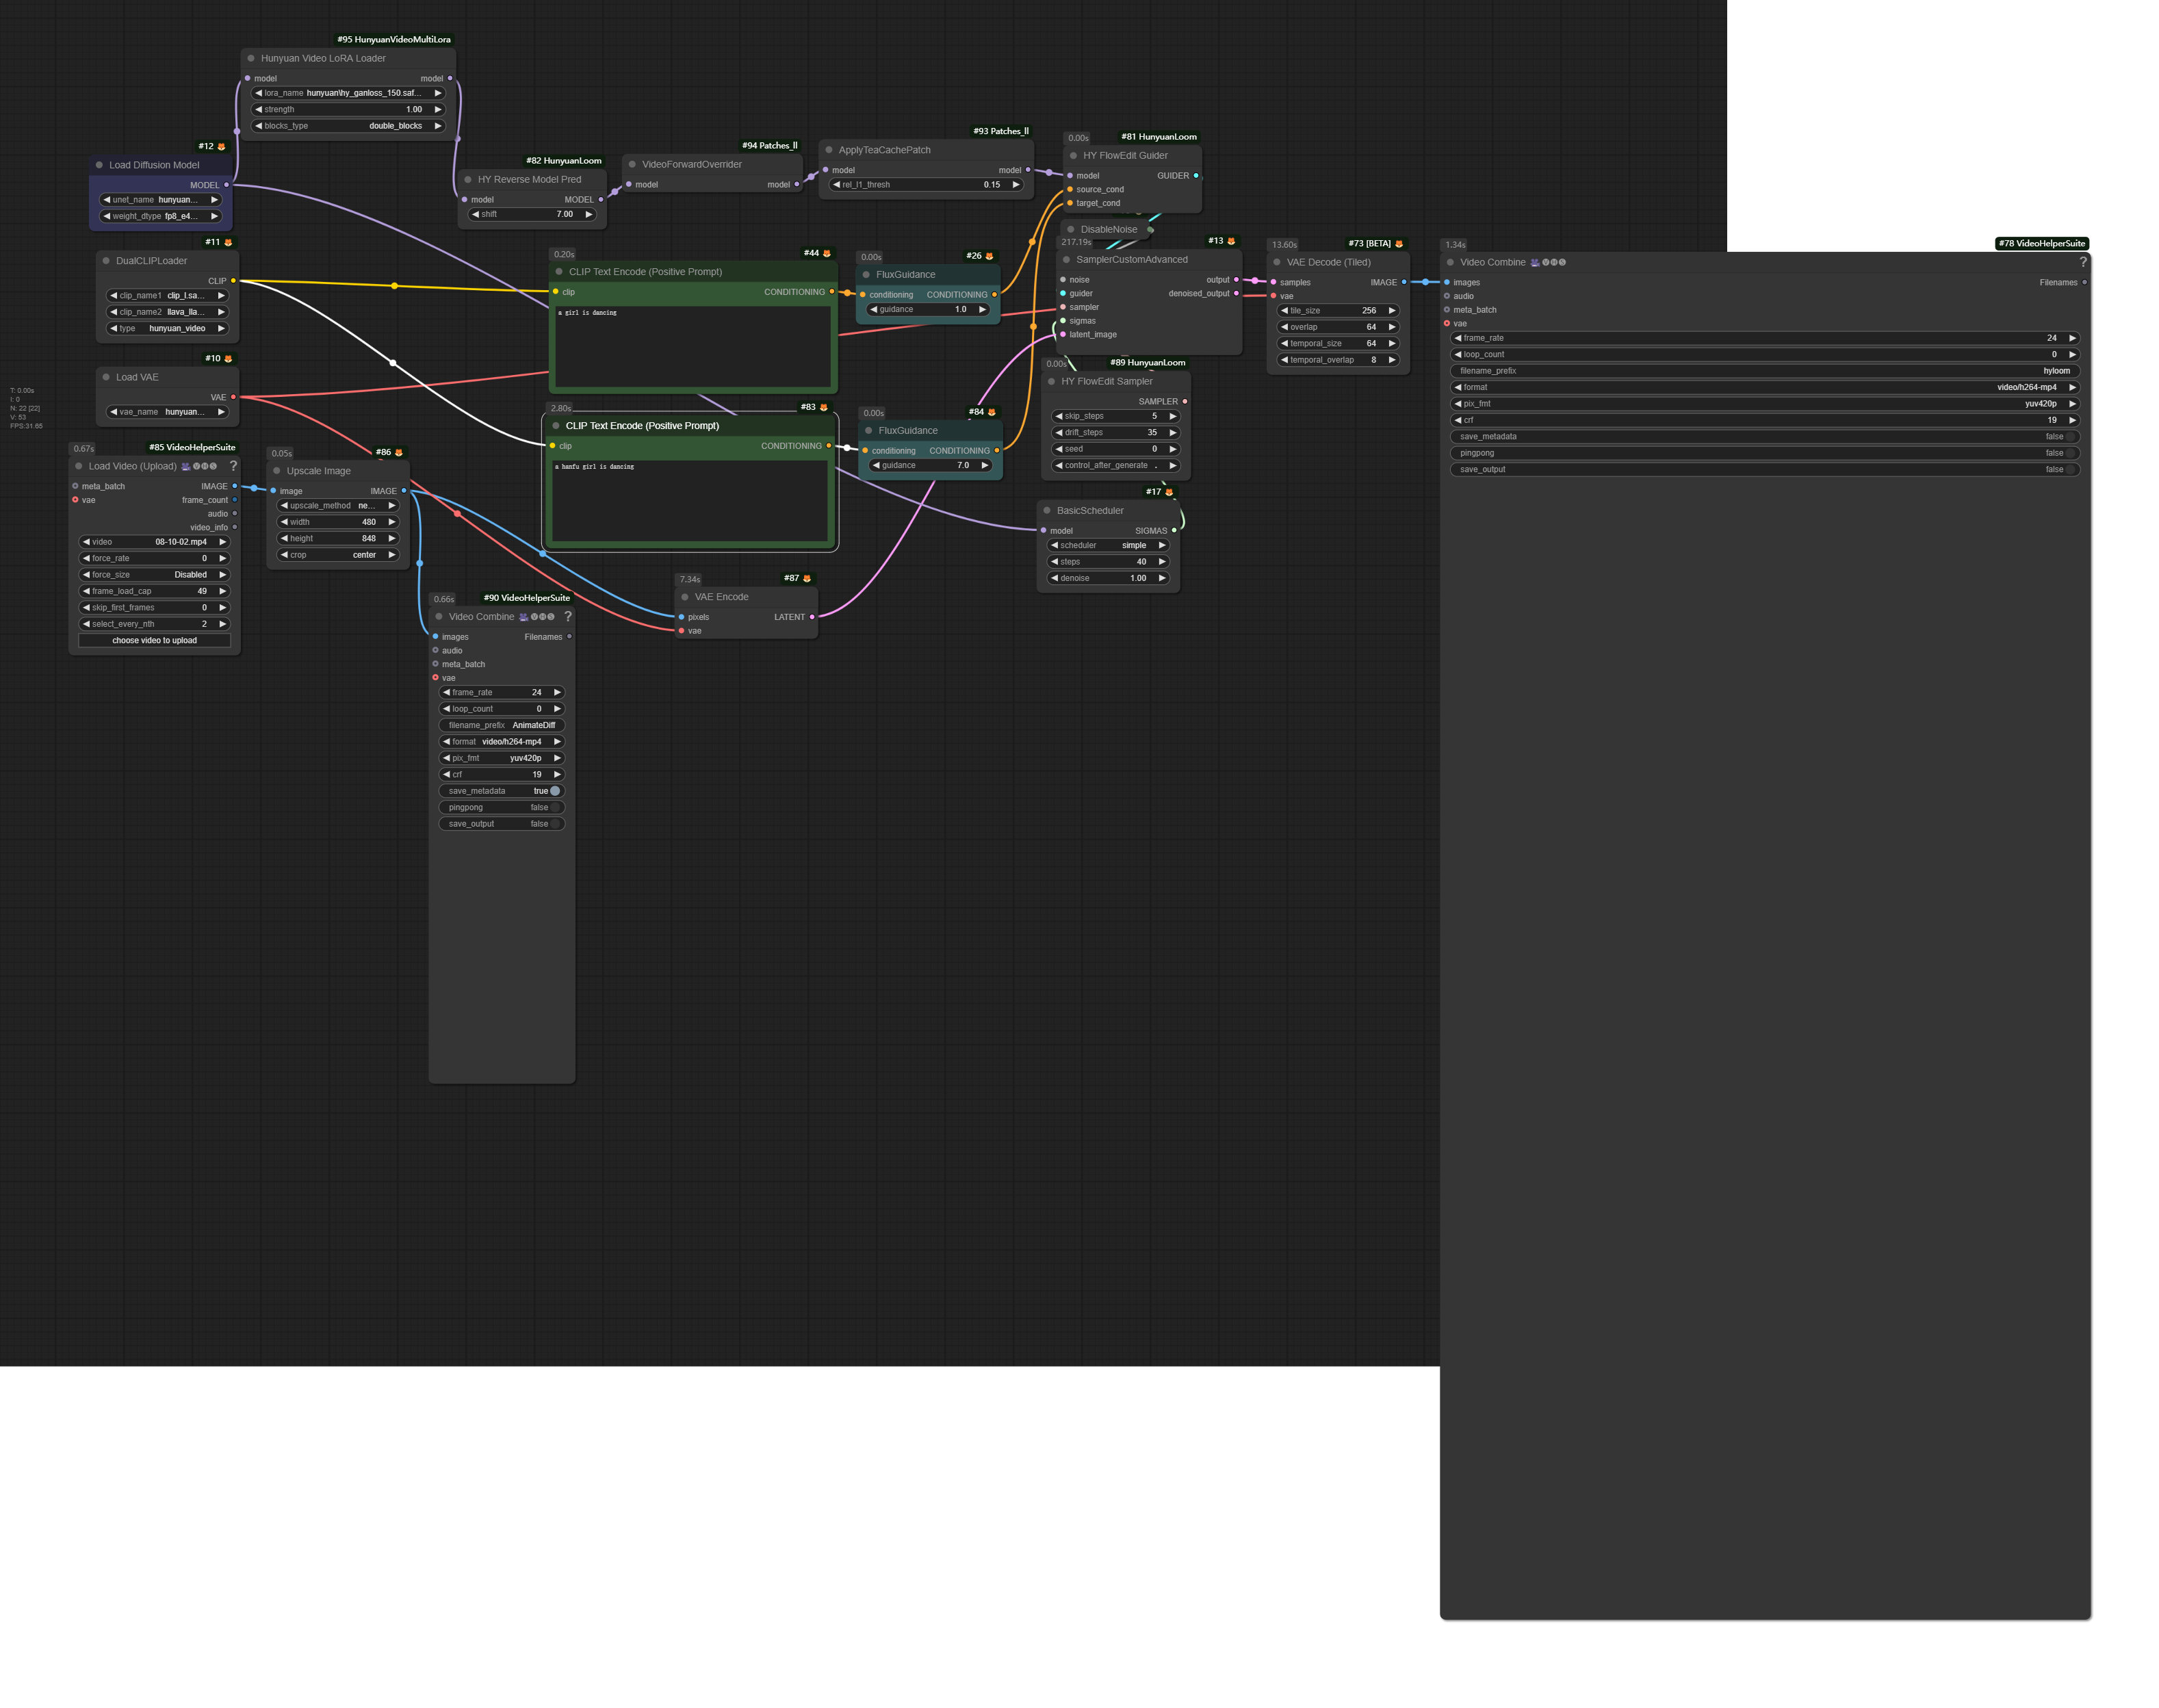 #95 HunyuanVideoMultiLora
Hunyuan Video LoRA Loader
model model
lora_name hunyuan\hy_ganloss_150.saf...
strength 1.00
blocks_type double_blocks
#12
Load Diffusion Model
MODEL
unet_name hunyuan...
weight_dtype fp8_e4...
#82 HunyuanLoom
HY Reverse Model Pred
model MODEL
shift 7.00
#94 Patches_ll
VideoForwardOverrider
model model
#93 Patches_ll
ApplyTeaCachePatch
model model
rel_l1_thresh 0.15
0.00s #81 HunyuanLoom
HY FlowEdit Guider
model GUIDER
source_cond
target_cond
DisableNoise
#11
DualCLIPLoader
CLIP
clip_name1 clip_l.sa...
clip_name2 llava_lla...
type hunyuan_video
#10
Load VAE
VAE
vae_name hunyuan...
T: 0.00s
I: 0
N: 22 [22]
V: 53
FPS:31.65
0.20s #44
CLIP Text Encode (Positive Prompt)
clip CONDITIONING
a girl is dancing
0.00s #26
FluxGuidance
conditioning CONDITIONING
guidance 1.0
217.19s #13
SamplerCustomAdvanced
noise output
guider denoised_output
sampler
sigmas
latent_image
13.60s #73 [BETA]
VAE Decode (Tiled)
samples IMAGE
vae
tile_size 256
overlap 64
temporal_size 64
temporal_overlap 8
1.34s #78 VideoHelperSuite
Video Combine VHS ?
images Filenames
audio
meta_batch
vae
frame_rate 24
loop_count 0
filename_prefix hyloom
format video/h264-mp4
pix_fmt yuv420p
crf 19
save_metadata false
pingpong false
save_output false
2.80s #83
CLIP Text Encode (Positive Prompt)
clip CONDITIONING
a hanfu girl is dancing
0.00s #84
FluxGuidance
conditioning CONDITIONING
guidance 7.0
0.00s #89 HunyuanLoom
HY FlowEdit Sampler
SAMPLER
skip_steps 5
drift_steps 35
seed 0
control_after_generate .
#17
BasicScheduler
model SIGMAS
scheduler simple
steps 40
denoise 1.00
0.67s #85 VideoHelperSuite
Load Video (Upload) VHS ?
meta_batch IMAGE
vae frame_count
audio
video_info
video 08-10-02.mp4
force_rate 0
force_size Disabled
frame_load_cap 49
skip_first_frames 0
select_every_nth 2
choose video to upload
0.05s #86
Upscale Image
image IMAGE
upscale_method ne...
width 480
height 848
crop center
7.34s #87
VAE Encode
pixels LATENT
vae
0.66s #90 VideoHelperSuite
Video Combine VHS ?
images Filenames
audio
meta_batch
vae
frame_rate 24
loop_count 0
filename_prefix AnimateDiff
format video/h264-mp4
pix_fmt yuv420p
crf 19
save_metadata true
pingpong false
save_output false